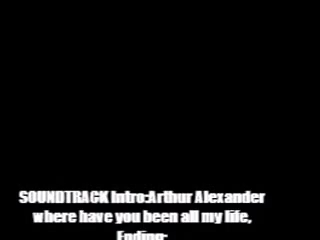 SOUNDTRACK Intro:Arthur Alexander
where have you been all my life,
Ending: